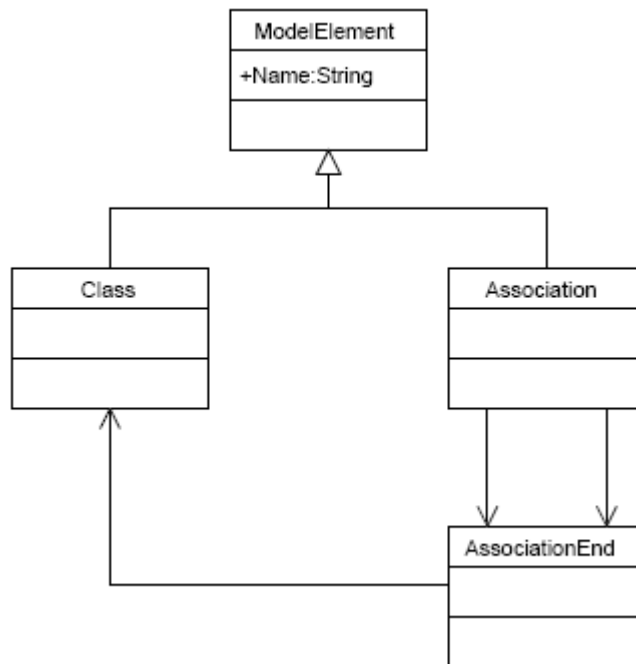 ModelElement
+Name:String
Class
Association
AssociationEnd